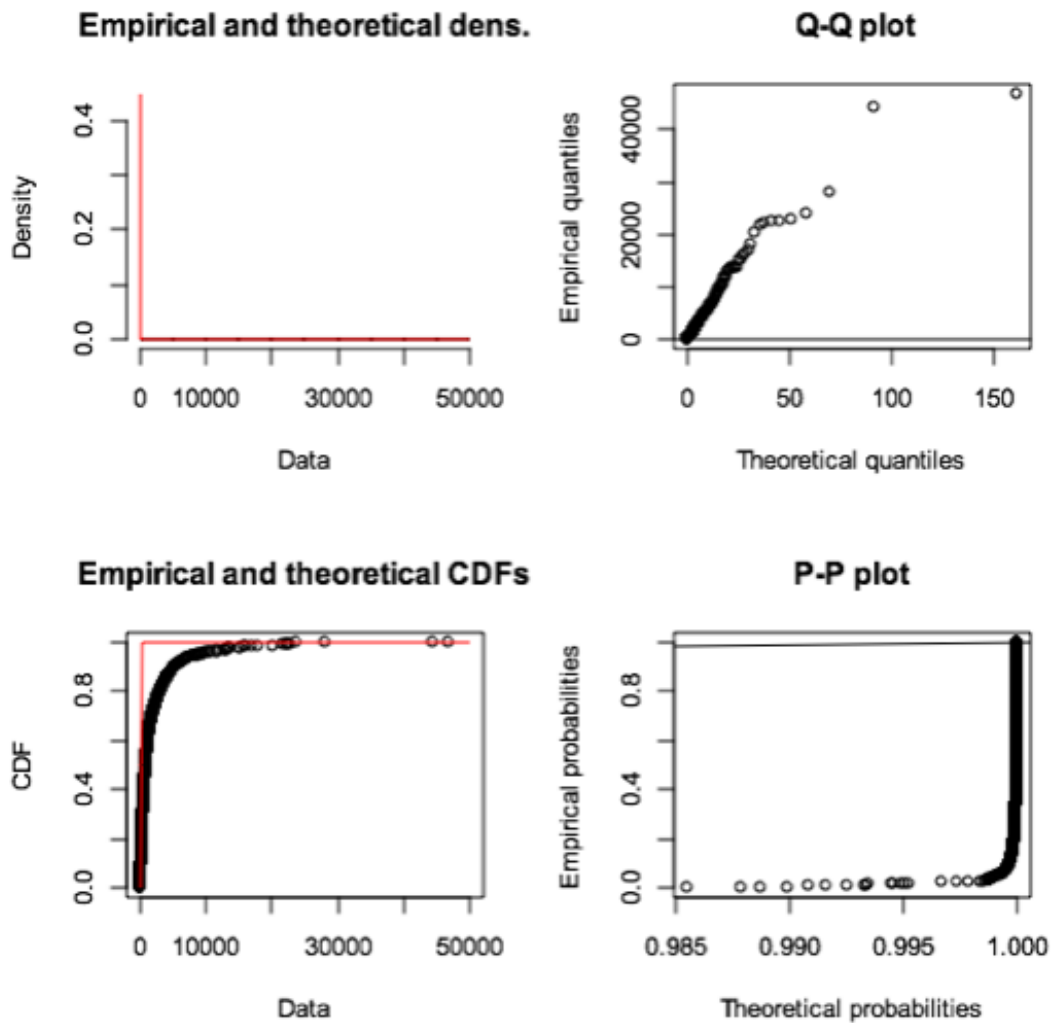 Empirical and theoretical dens.
Density
0.0 0.2 0.4
0 10000 30000 50000
Data
Q-Q plot
Empirical quantiles
0 20000 40000
0 50 100 150
Theoretical quantiles
Empirical and theoretical CDFs
CDF
0.0 0.4 0.8
0 10000 30000 50000
Data
P-P plot
Empirical probabilities
0.0 0.4 0.8
0.985 0.990 0.995 1.000
Theoretical probabilities